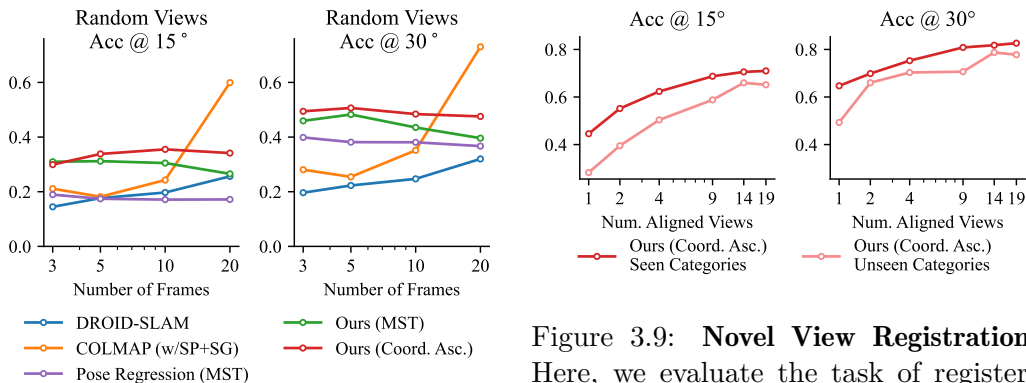 Random Views
Acc @ 15°
0.6
0.4
0.2
0.0
3 5 10 20
Number of Frames
Random Views
Acc @ 30°
0.6
0.4
0.2
0.0
3 5 10 20
Number of Frames
DROID-SLAM
COLMAP (w/SP+SG)
Pose Regression (MST)
Ours (MST)
Ours (Coord. Asc.)
Acc @ 15°
0.8
0.6
0.4
1 2 4 9 14 19
Num. Aligned Views
Acc @ 30°
0.8
0.6
0.4
1 2 4 9 14 19
Num. Aligned Views
Ours (Coord. Asc.)
Seen Categories
Ours (Coord. Asc.)
Unseen Categories
Figure 3.9: Novel View Registration
Here, we evaluate the task of register